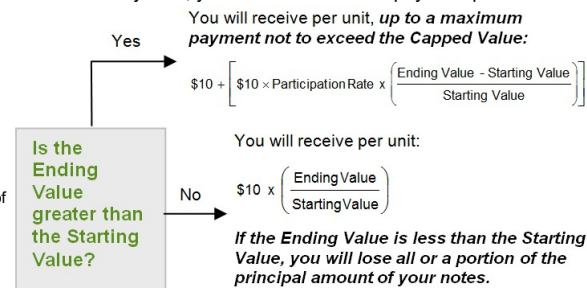 You will receive per unit, up to a maximum
payment not to exceed the Capped Value:
Yes
$10 + [$10 × Participation Rate x (Ending Value - Starting Value / Starting Value)]
Is the
Ending
Value
greater than
the Starting
Value?
You will receive per unit:
No
$10 x (Ending Value / Starting Value)
If the Ending Value is less than the Starting
Value, you will lose all or a portion of the
principal amount of your notes.